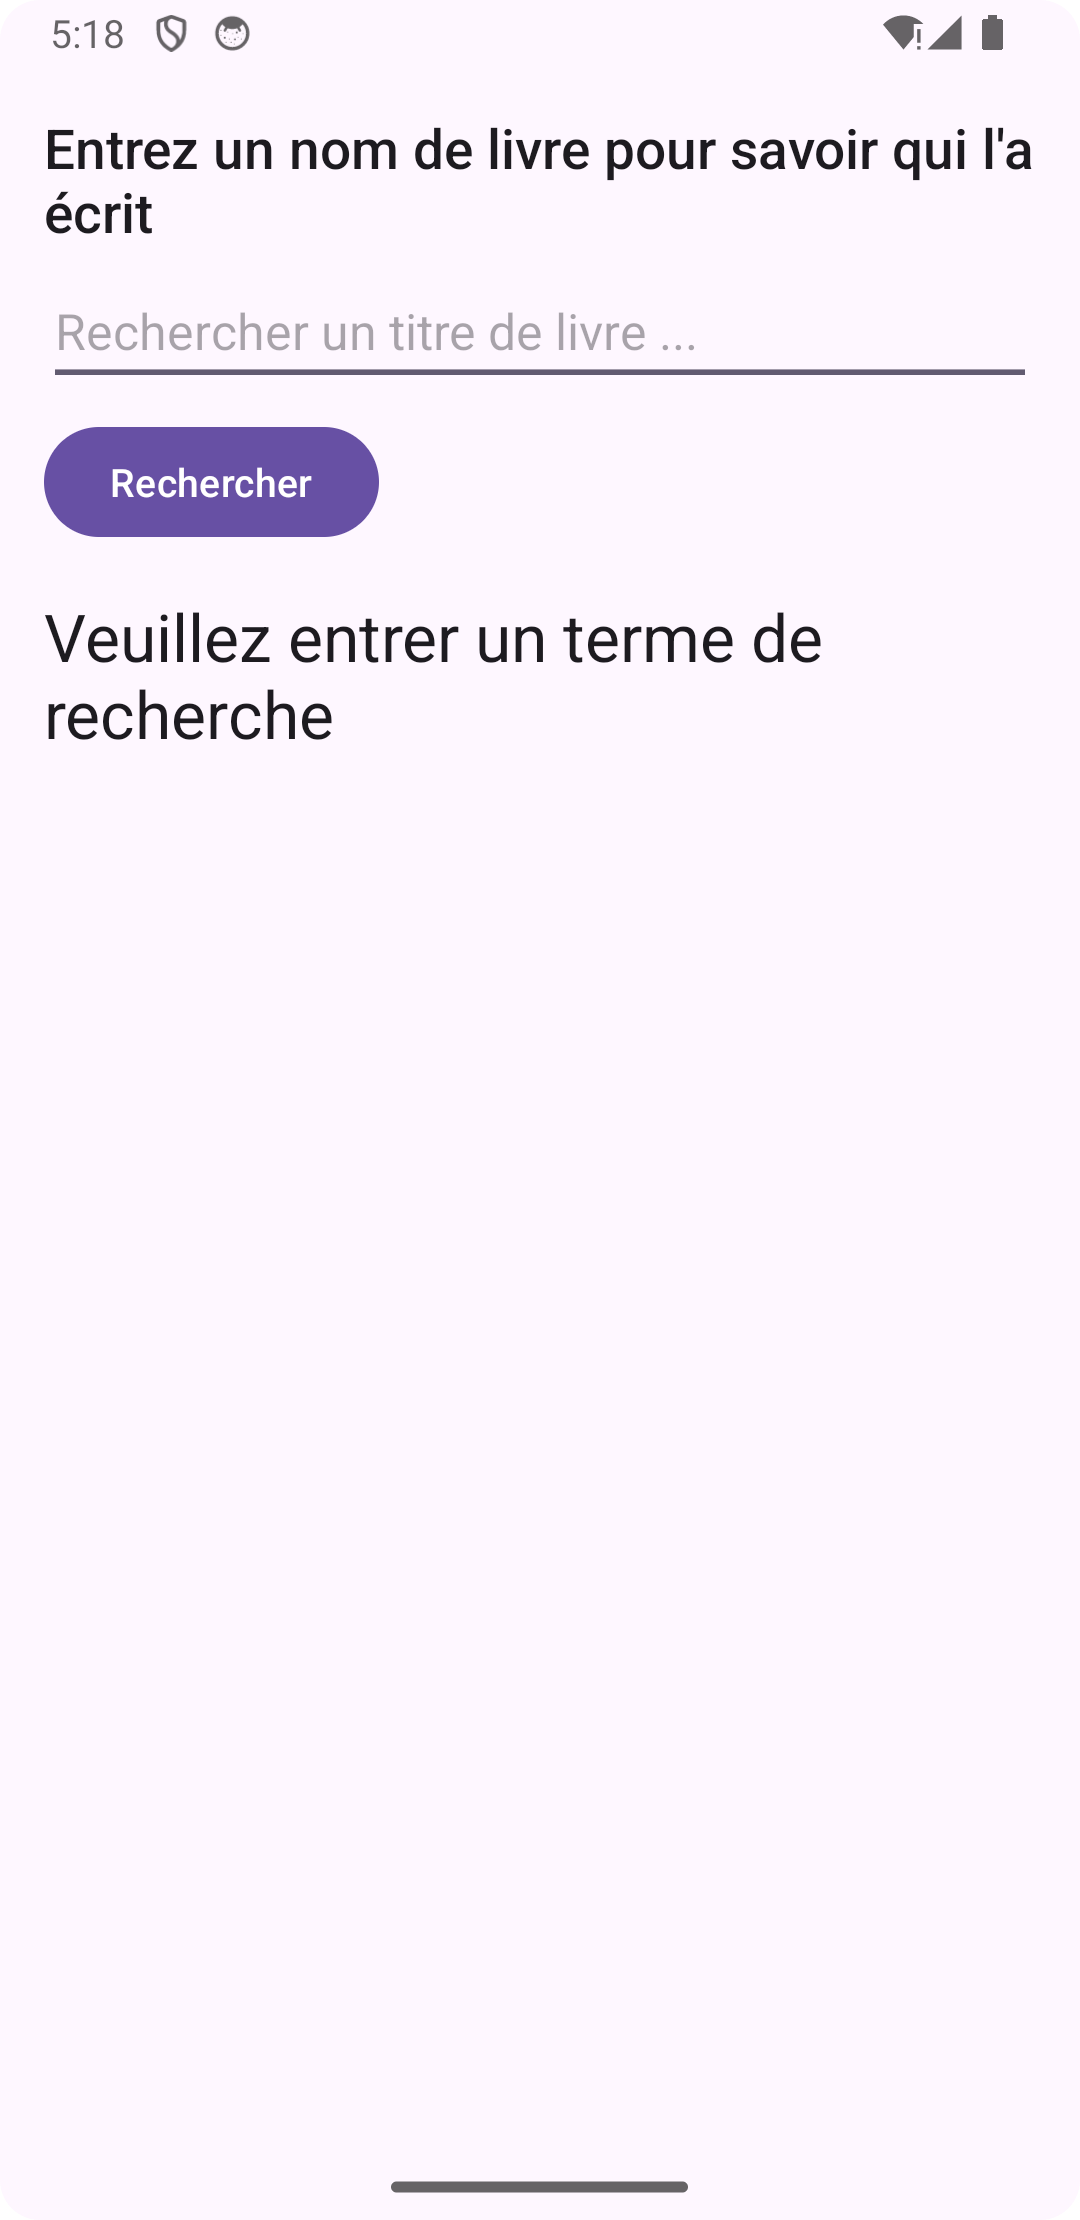 5:18
Entrez un nom de livre pour savoir qui l'a
écrit
Rechercher un titre de livre ...
Rechercher
Veuillez entrer un terme de
recherche